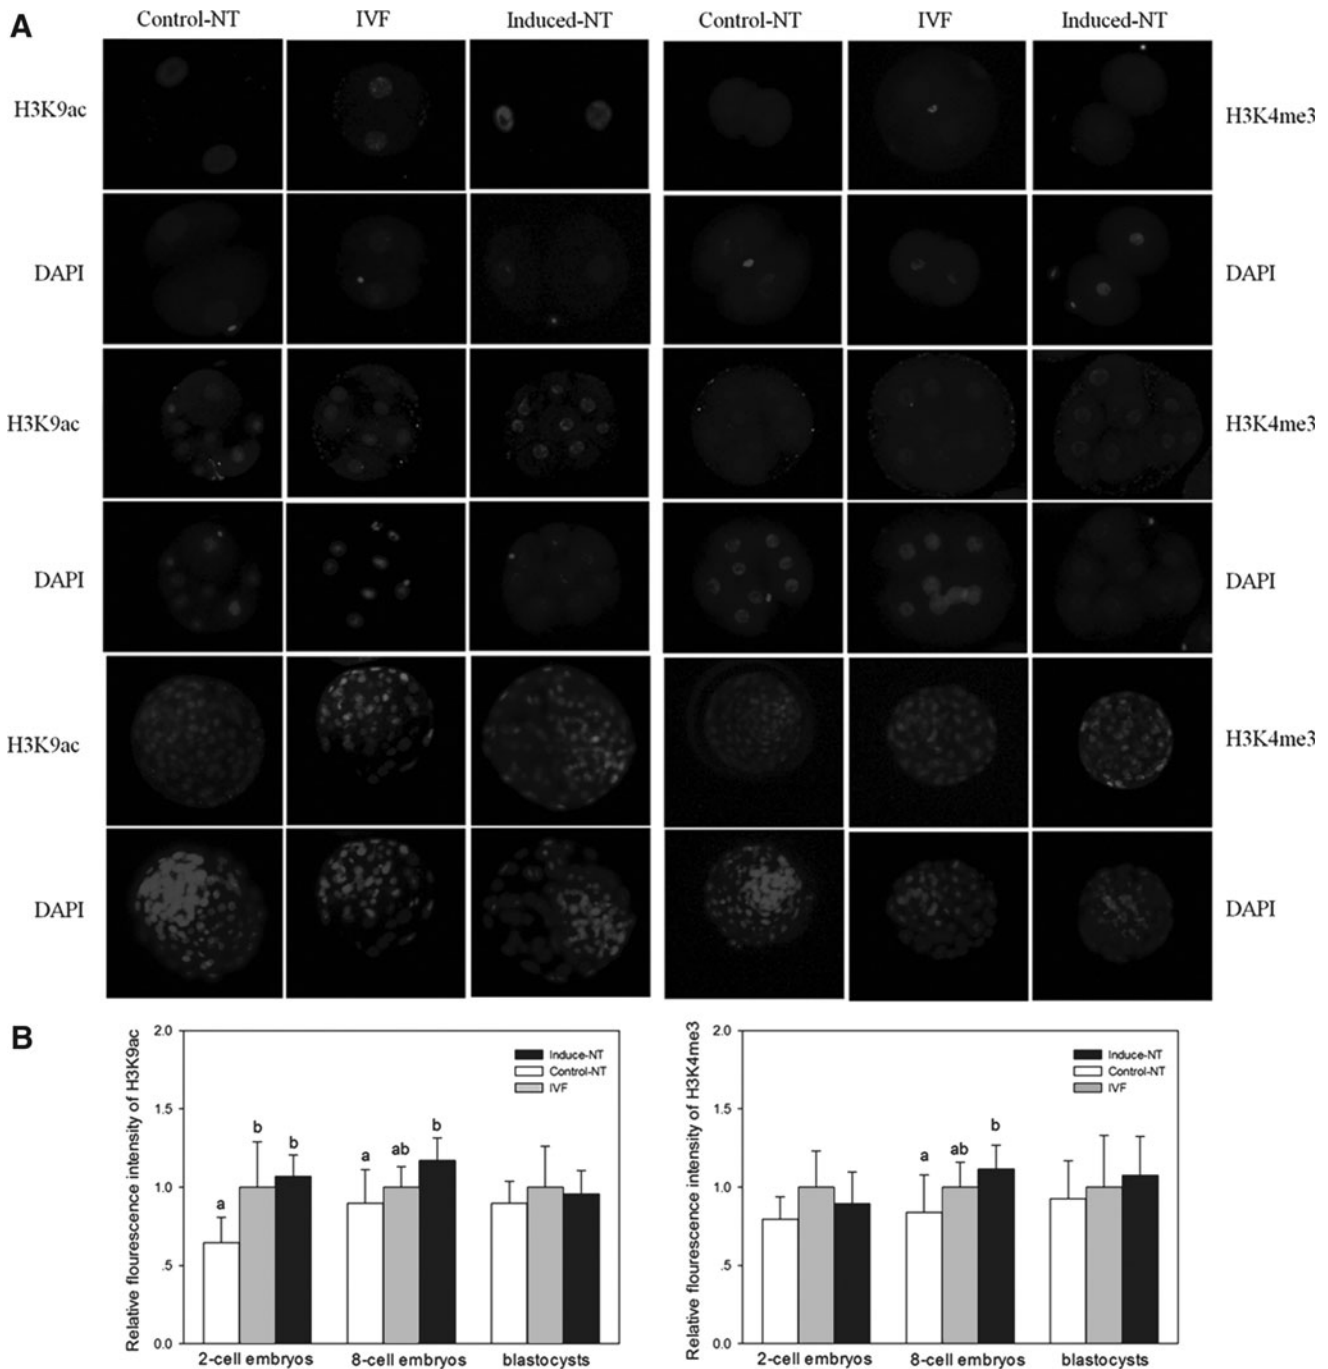 A
Control-NT IVF Induced-NT Control-NT IVF Induced-NT
H3K9ac H3K4me3
DAPI DAPI
H3K9ac H3K4me3
DAPI DAPI
H3K9ac H3K4me3
DAPI DAPI
B
Relative flourescence intensity of H3K9ac
2.0
1.5
1.0
.5
0.0
Induce-NT
Control-NT
IVF
a b b a ab b
2-cell embryos 8-cell embryos blastocysts
Relative flourescence intensity of H3K4me3
2.0
1.5
1.0
.5
0.0
Induce-NT
Control-NT
IVF
a ab b
2-cell embryos 8-cell embryos blastocysts